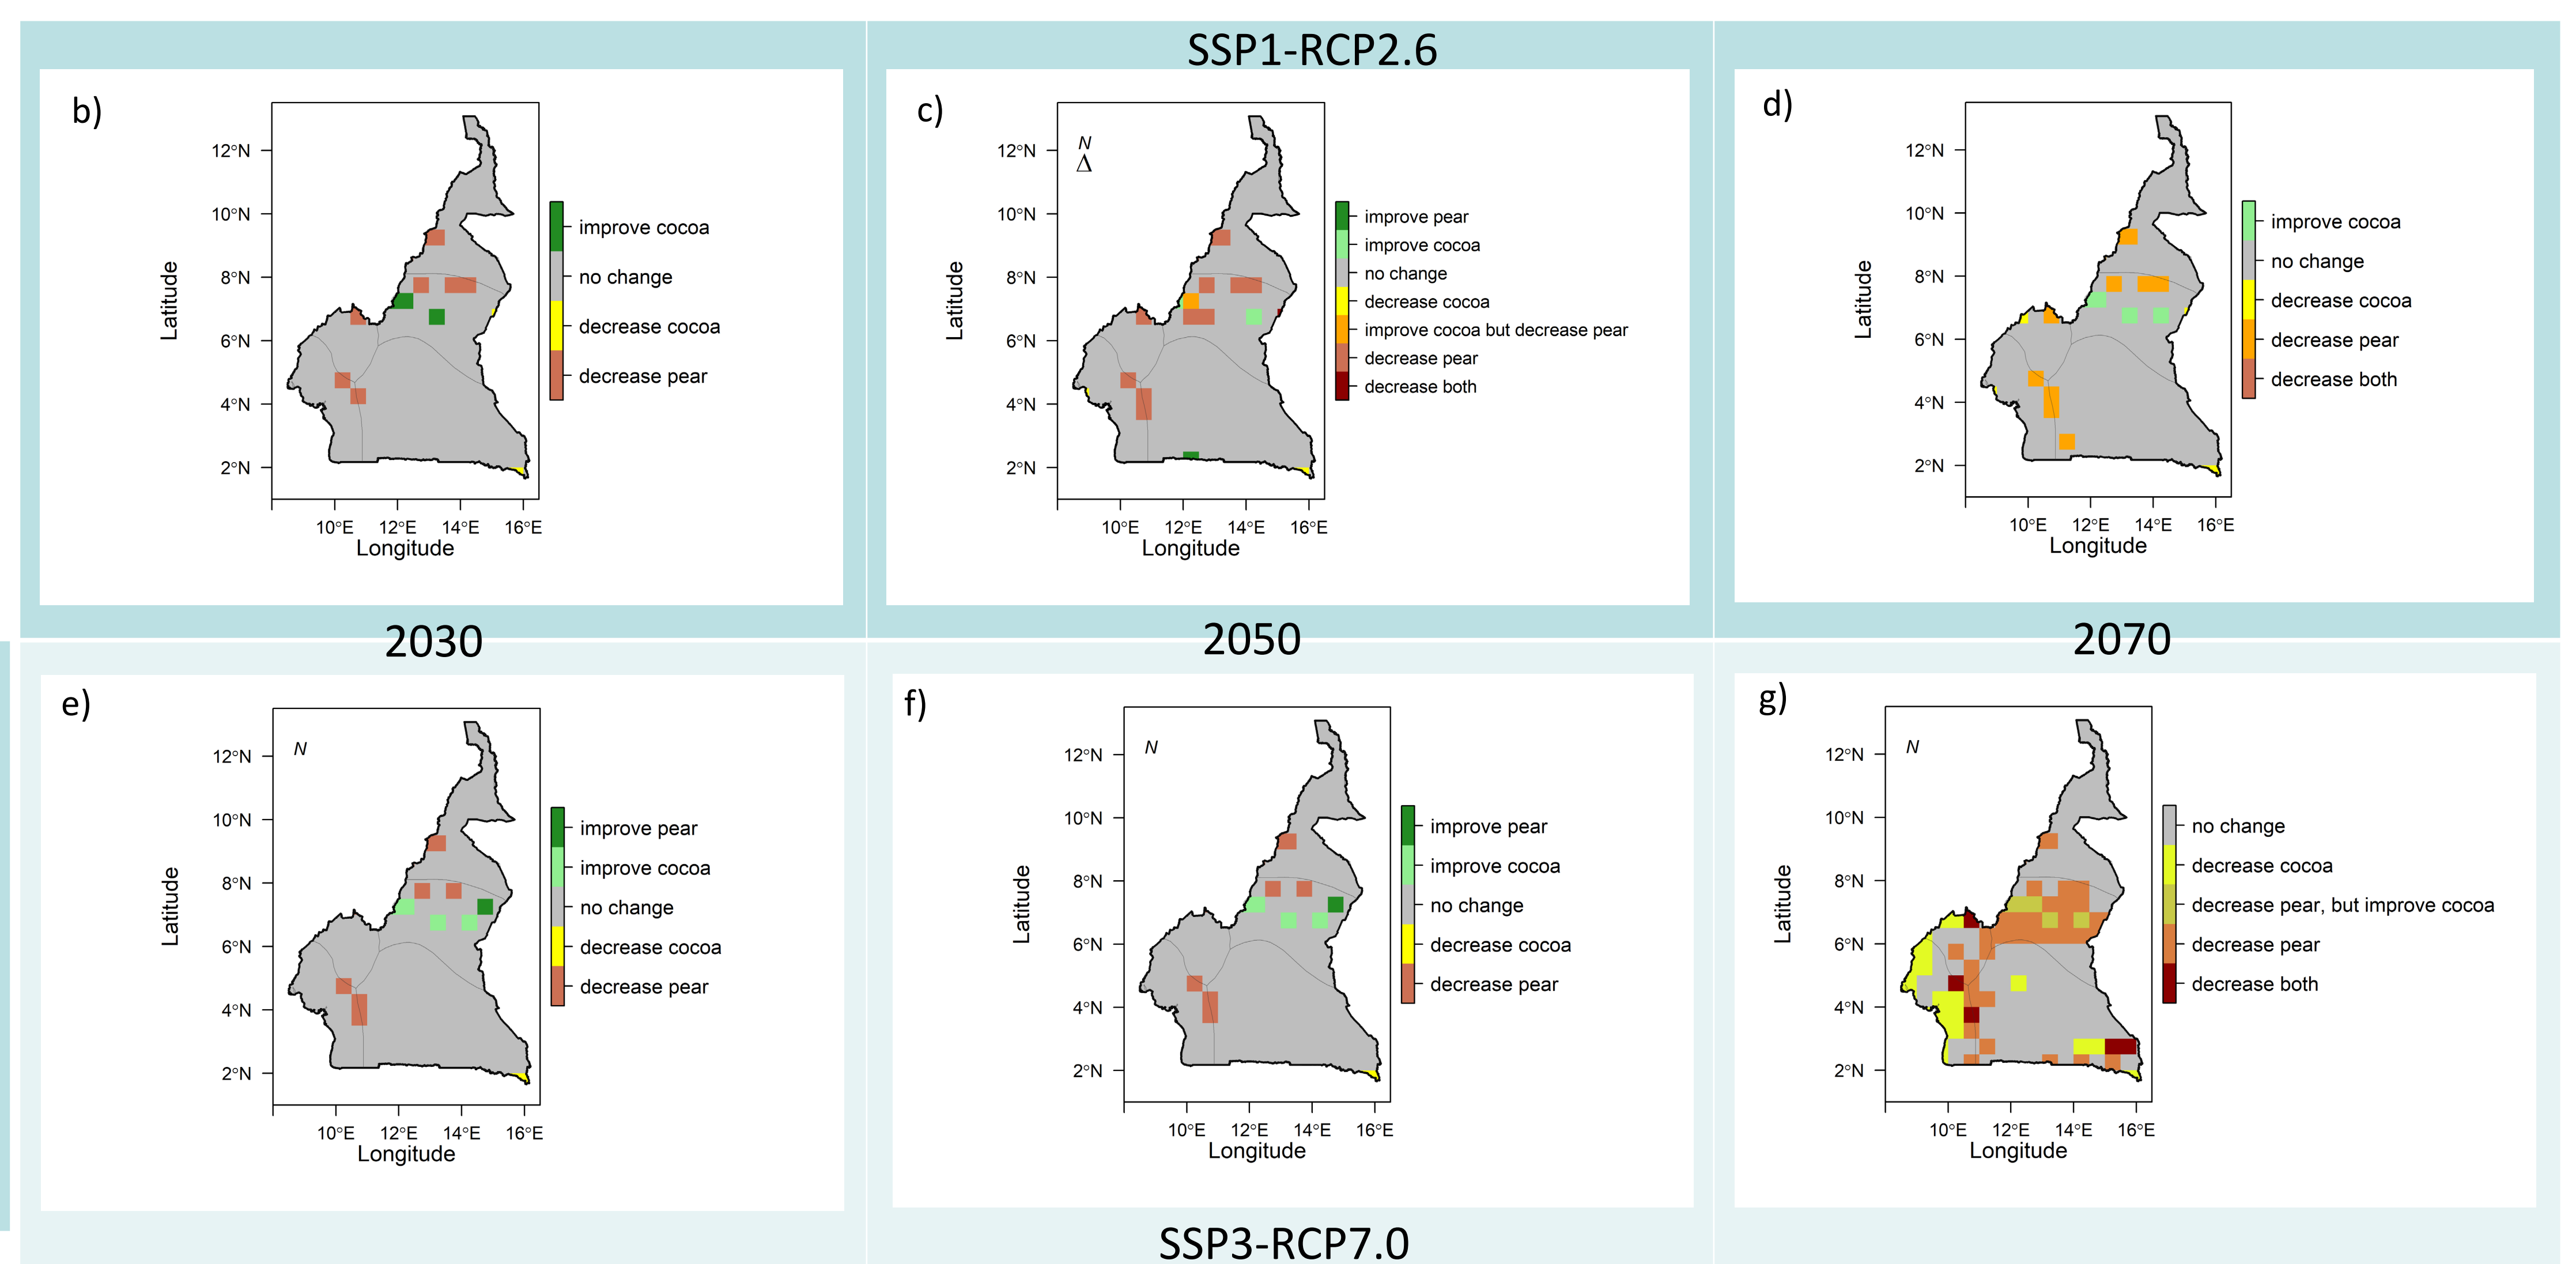 SSP1-RCP2.6
b)
12°N
10°N
8°N
6°N
4°N
2°N
Latitude
10°E 12°E 14°E 16°E
Longitude
improve cocoa
no change
decrease cocoa
decrease pear
c)
N
Δ
12°N
10°N
8°N
6°N
4°N
2°N
Latitude
10°E 12°E 14°E 16°E
Longitude
improve pear
improve cocoa
no change
decrease cocoa
improve cocoa but decrease pear
decrease pear
decrease both
d)
12°N
10°N
8°N
6°N
4°N
2°N
Latitude
10°E 12°E 14°E 16°E
Longitude
improve cocoa
no change
decrease cocoa
decrease pear
decrease both
2030
2050
2070
e)
N
12°N
10°N
8°N
6°N
4°N
2°N
Latitude
10°E 12°E 14°E 16°E
Longitude
improve pear
improve cocoa
no change
decrease cocoa
decrease pear
f)
N
12°N
10°N
8°N
6°N
4°N
2°N
Latitude
10°E 12°E 14°E 16°E
Longitude
improve pear
improve cocoa
no change
decrease cocoa
decrease pear
g)
N
12°N
10°N
8°N
6°N
4°N
2°N
Latitude
10°E 12°E 14°E 16°E
Longitude
no change
decrease cocoa
decrease pear, but improve cocoa
decrease pear
decrease both
SSP3-RCP7.0